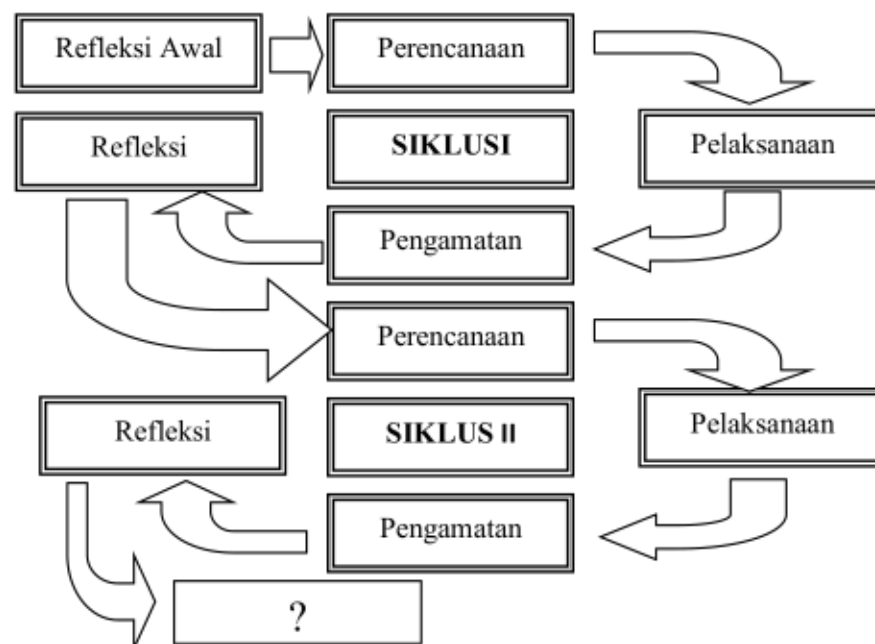 Refleksi Awal
Perencanaan
Refleksi
SIKLUSI
Pelaksanaan
Pengamatan
Perencanaan
Refleksi
SIKLUS II
Pelaksanaan
Pengamatan
?